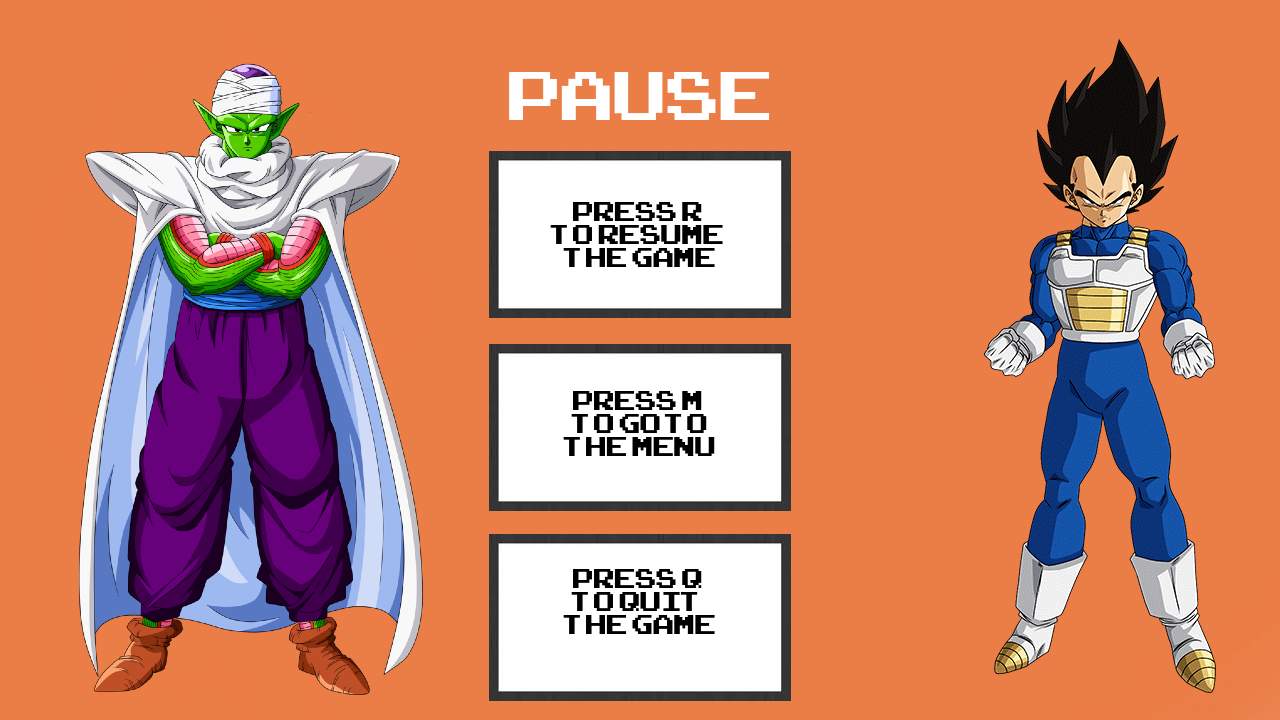 PAUSE
PRESS R
TO RESUME
THE GAME
PRESS M
TO GO TO
THE MENU
PRESS Q
TO QUIT
THE GAME